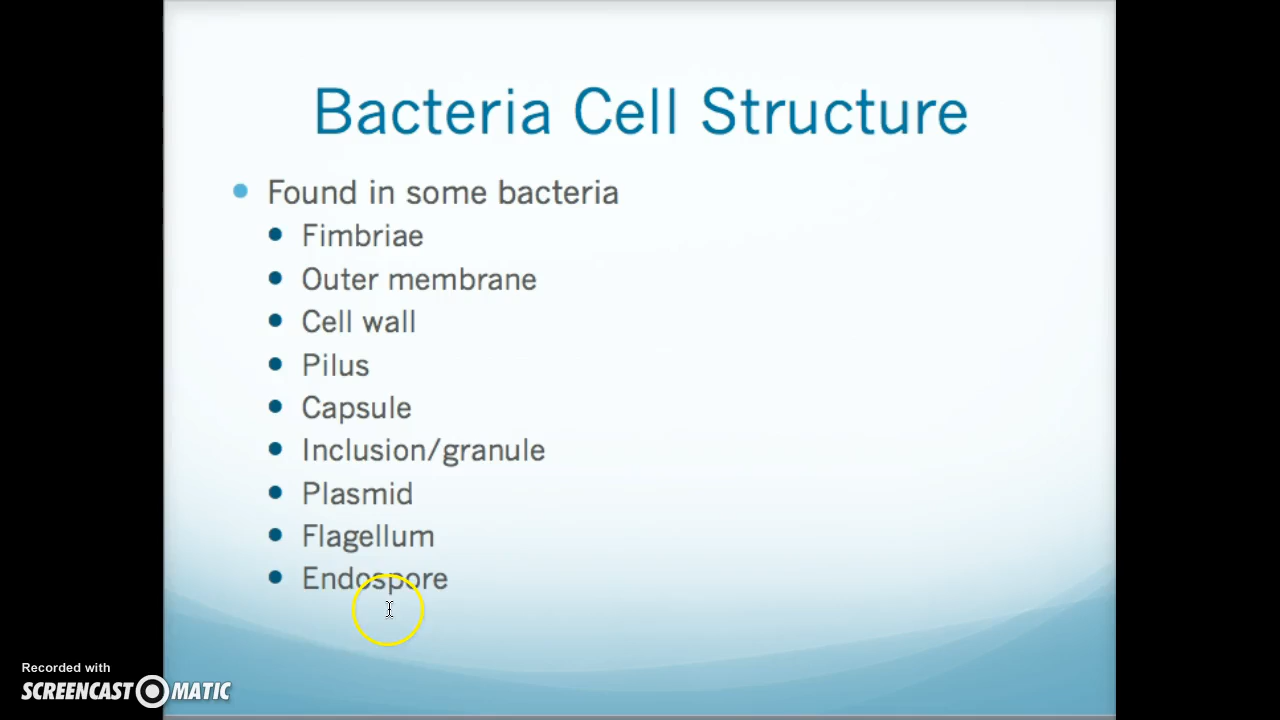 Bacteria Cell Structure
Found in some bacteria
Fimbriae
Outer membrane
Cell wall
Pilus
Capsule
Inclusion/granule
Plasmid
Flagellum
Endospore
Recorded with
SCREENCAST MATIC